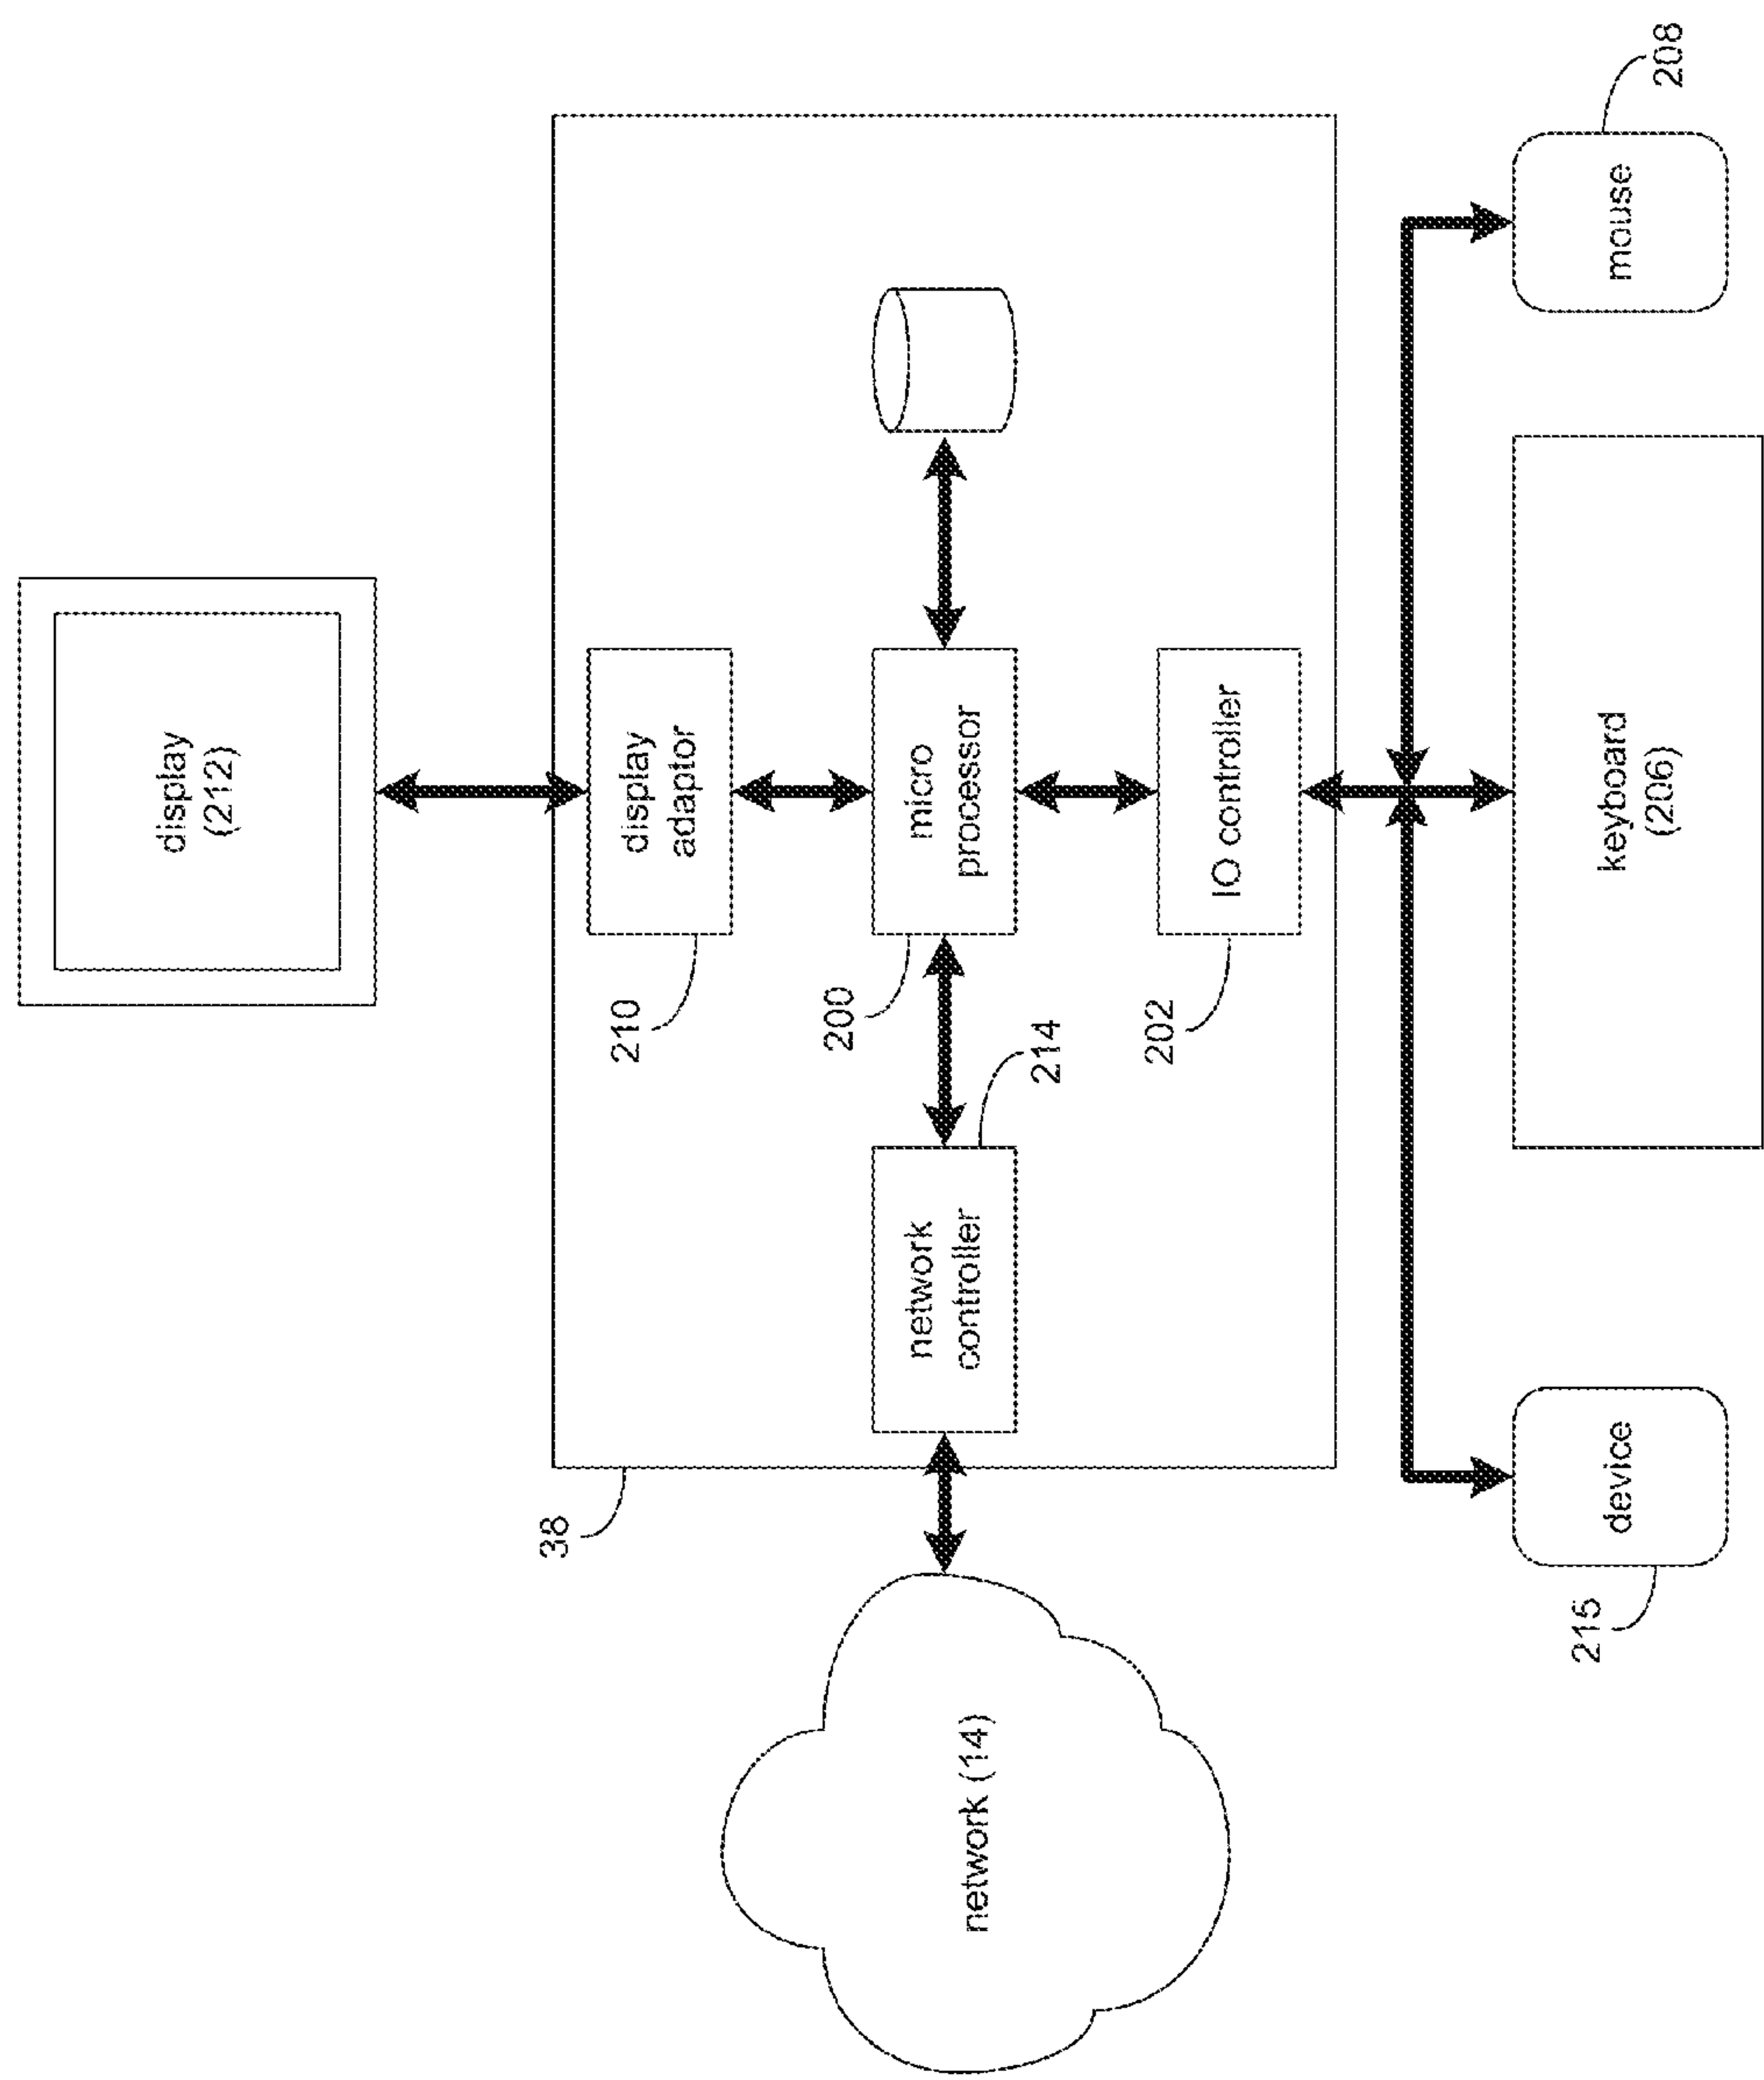 display
(212)
38
210
display
adaptor
200
network (14)
network
controller
micro
processor
214
202
IO controller
215
device
keyboard
(206)
mouse
208